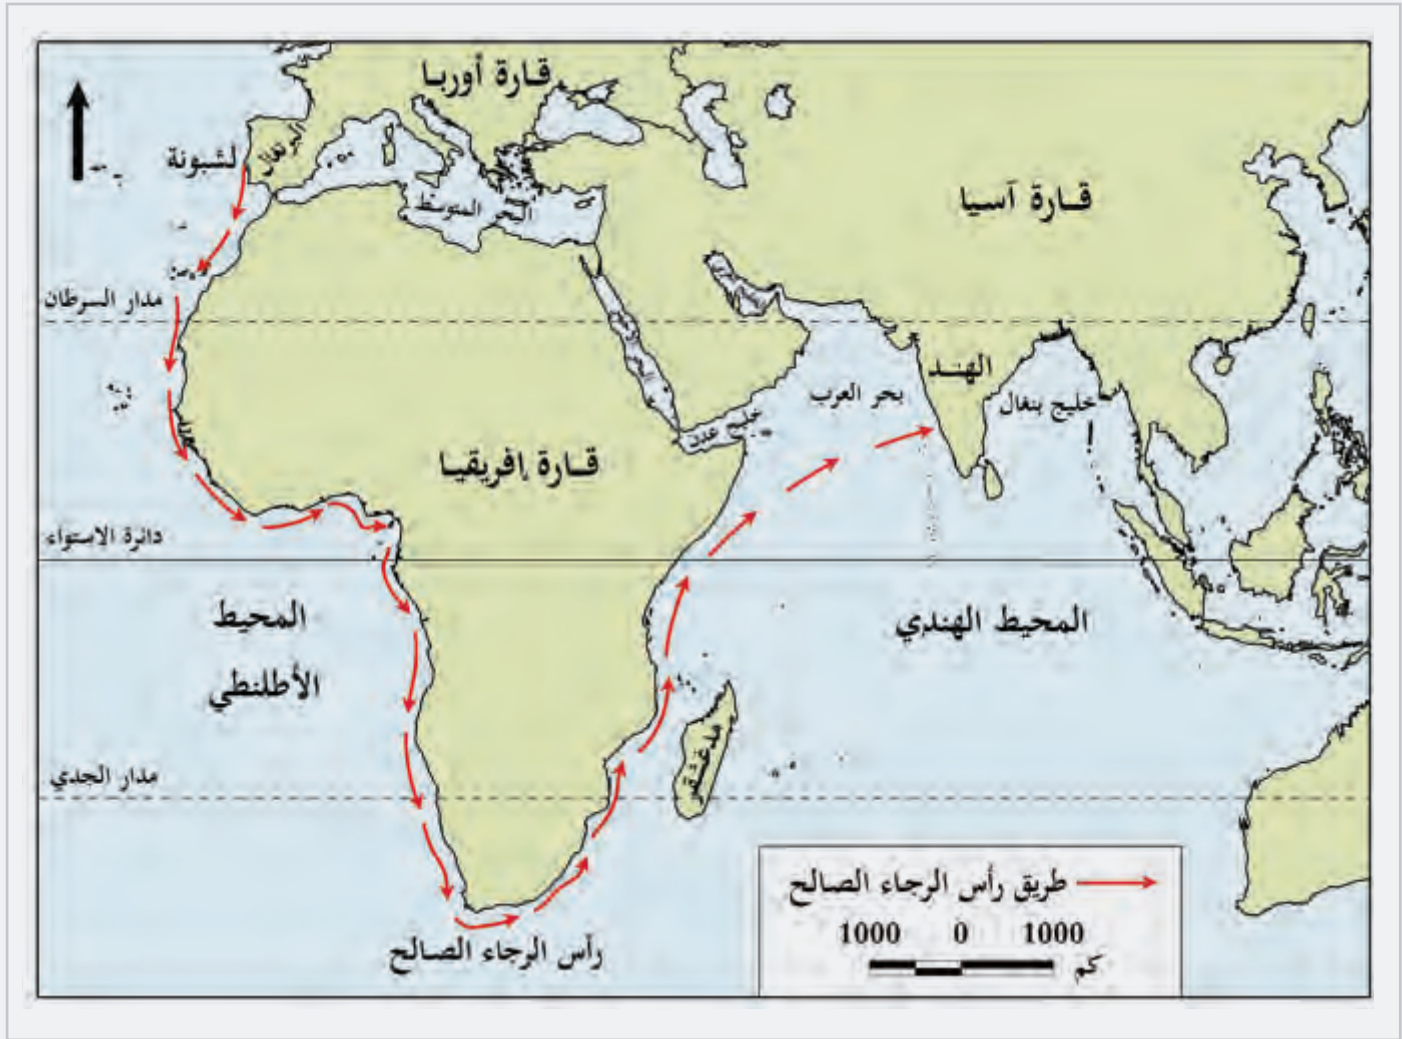 قارة أوربا
البرتغال
لشبونة
قارة آسيا
البحر المتوسط
مدار السرطان
الهند
بحر العرب
خليج بنغال
خليج عدن
قارة إفريقيا
دائرة الاستواء
المحيط
الأطلنطي
المحيط الهندي
مدغشقر
مدار الجدي
طريق رأس الرجاء الصالح
1000 0 1000
كم
رأس الرجاء الصالح